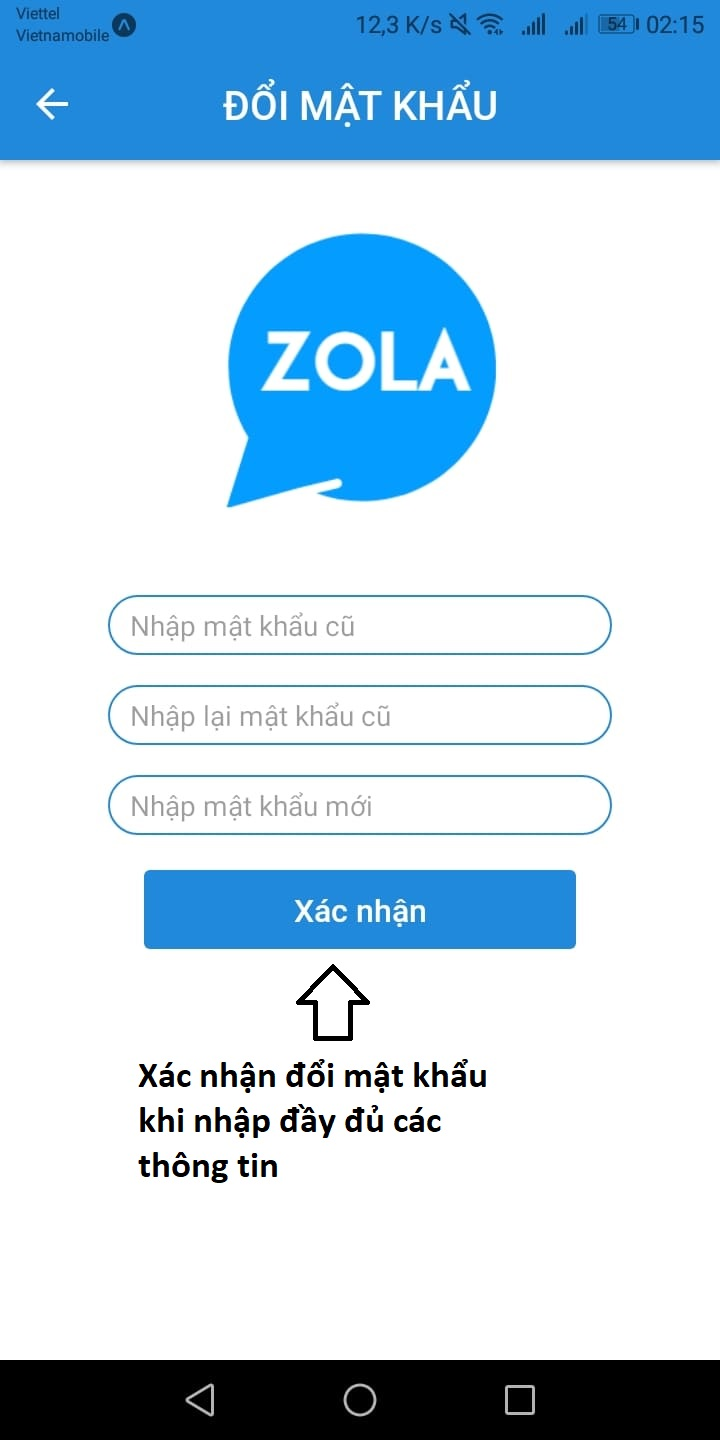 Viettel
Vietnamobile
12,3 K/s 54 02:15
ĐỔI MẬT KHẨU
ZOLA
Nhập mật khẩu cũ
Nhập lại mật khẩu cũ
Nhập mật khẩu mới
Xác nhận
Xác nhận đổi mật khẩu
khi nhập đầy đủ các
thông tin